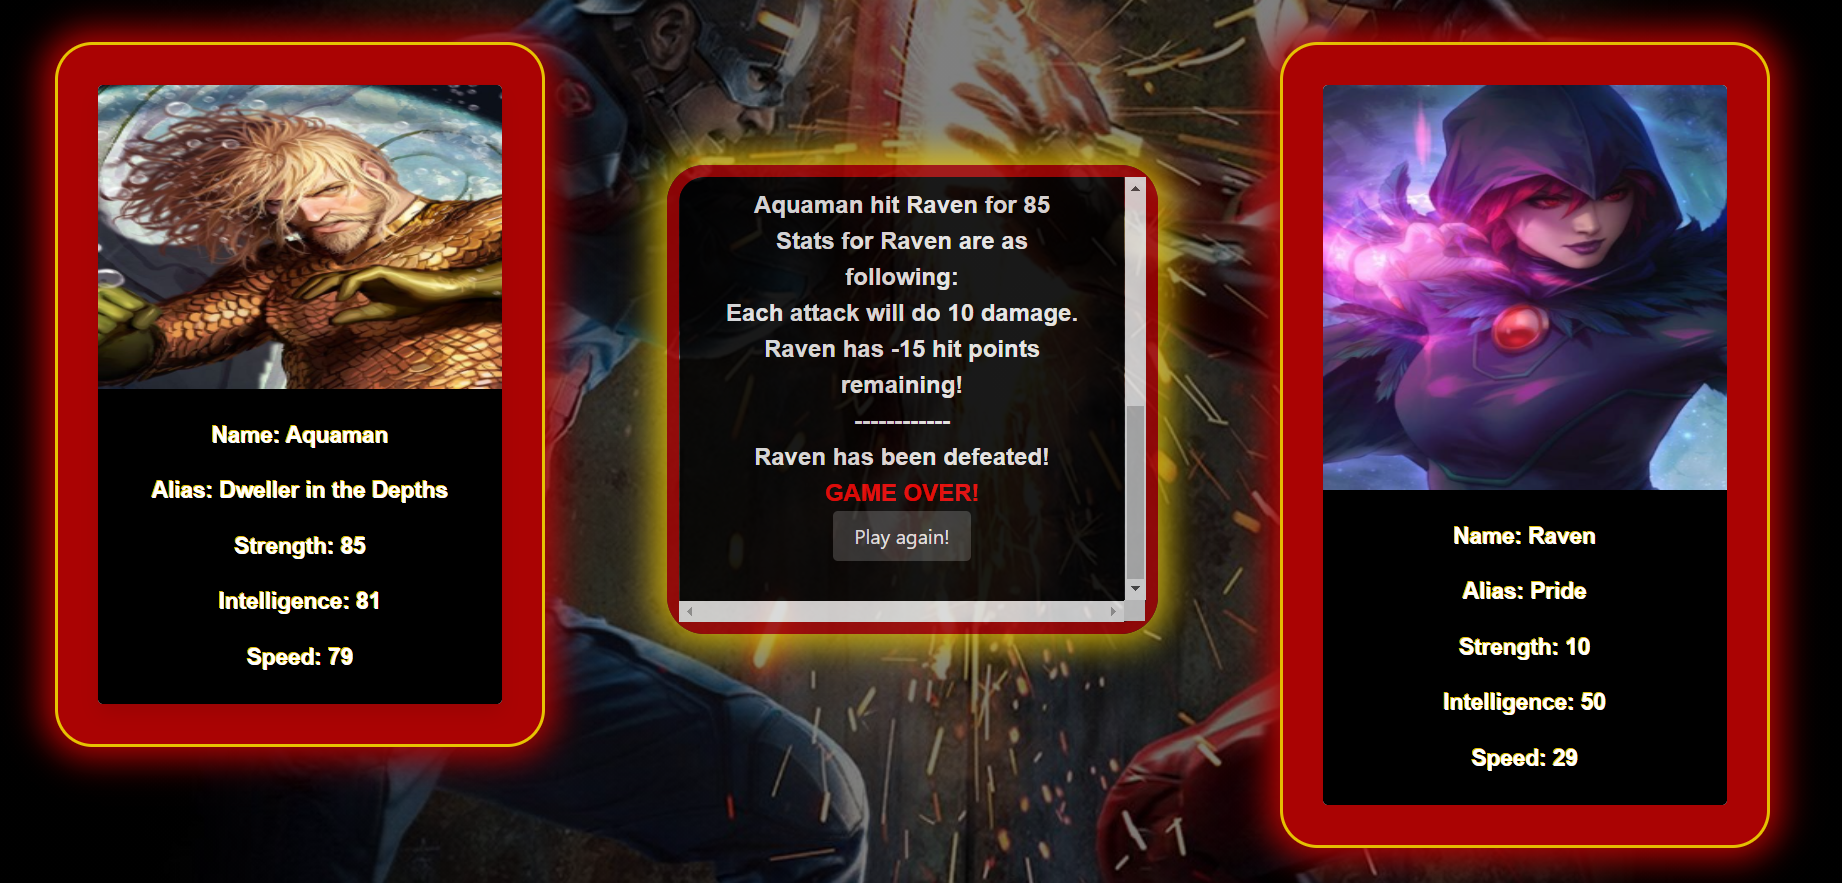 Name: Aquaman
Alias: Dweller in the Depths
Strength: 85
Intelligence: 81
Speed: 79
Aquaman hit Raven for 85
Stats for Raven are as
following:
Each attack will do 10 damage.
Raven has -15 hit points
remaining!
------------
Raven has been defeated!
GAME OVER!
Play again!
Name: Raven
Alias: Pride
Strength: 10
Intelligence: 50
Speed: 29